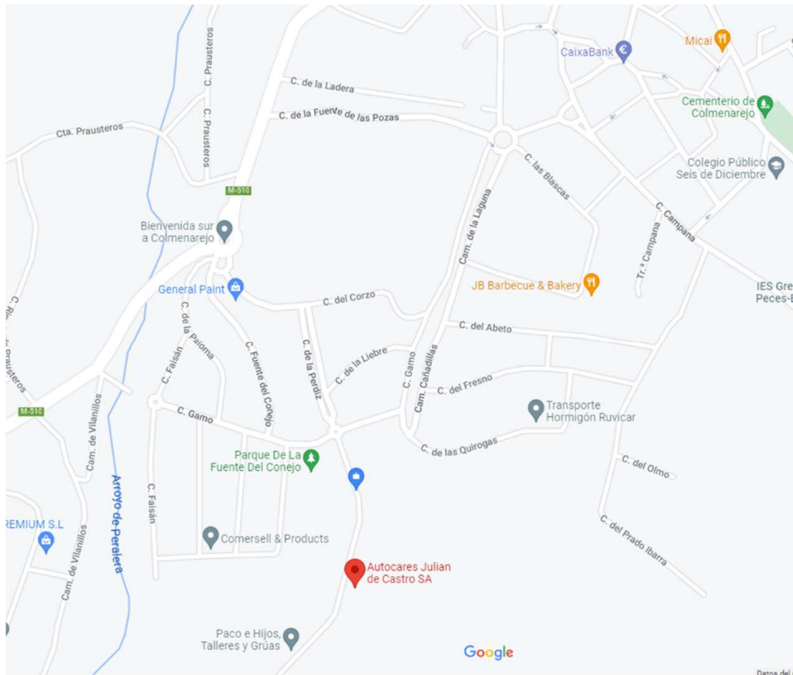 Micai
CaixaBank
€
Cementerio de
Colmenarejo
C. Prausteros
C. de la Ladera
C. de la Fuente de las Pozas
Cta. Prausteros
C. Prausteros
Colegio Público
Seis de Diciembre
C. las Blascas
M-510
Cam. de la Laguna
C. Campana
Tr.ª Campana
Bienvenida sur
a Colmenarejo
General Paint
JB Barbecue & Bakery
IES Gre
Peces-B
C. del Corzo
C. de la Paloma
C. Faisán
C. Fuente del Conejo
C. de la Perdiz
C. de la Liebre
C. Gamo
Cam. Cañadillas
C. del Abeto
C. del Fresno
Prausteros
M-510
Cam. de Vilanillos
C. Gamo
Transporte
Hormigón Ruvicar
C. de las Quirogas
Parque De La
Fuente Del Conejo
C. del Olmo
C. Faisán
Arroyo de Peralera
REMIUM S.L
Cam. de Vilanillos
Comersell & Products
C. del Prado Ibarra
Autocares Julian
de Castro SA
Paco e Hijos,
Talleres y Grúas
Google